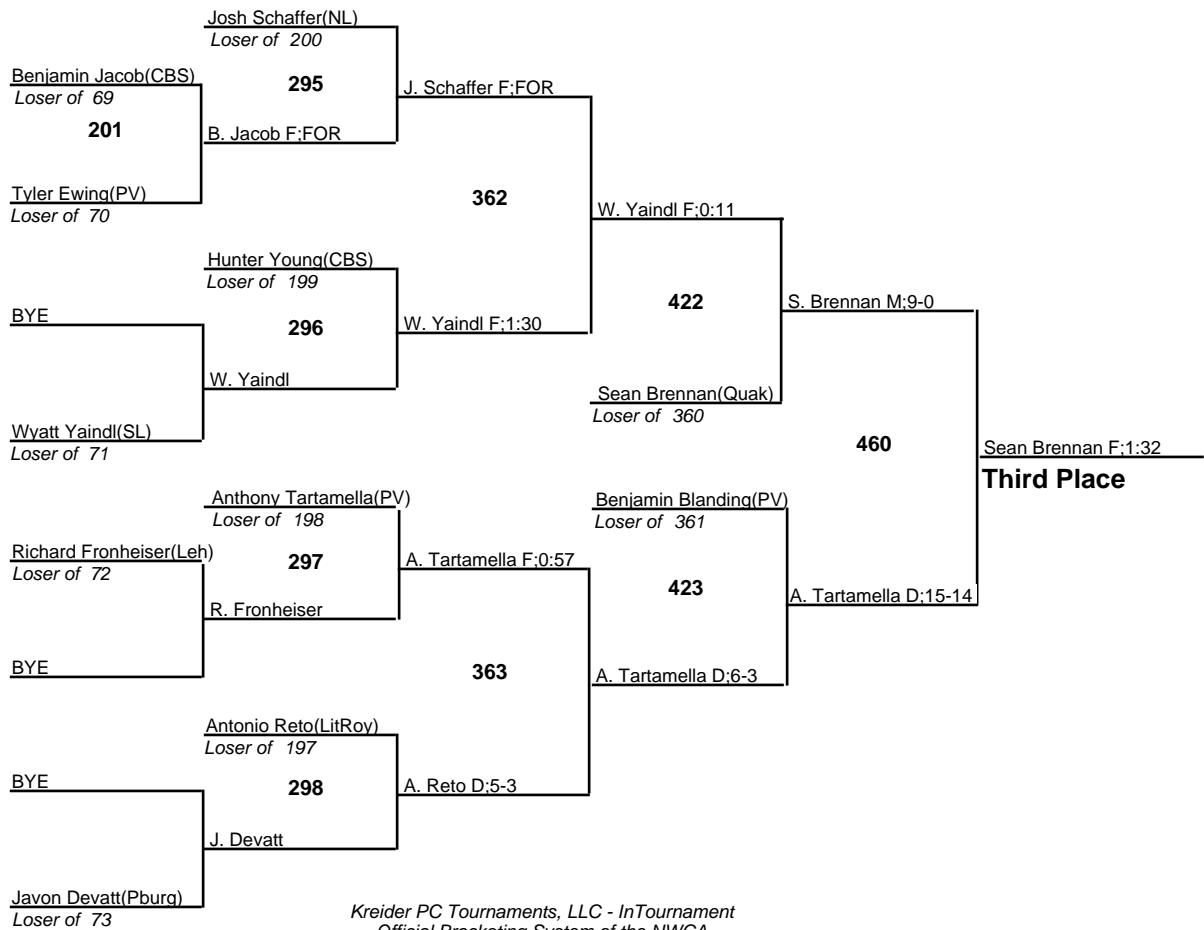 Josh Schaffer(NL)
Loser of 200
Benjamin Jacob(CBS)
Loser of 69
295
J. Schaffer F;FOR
201
B. Jacob F;FOR
Tyler Ewing(PV)
Loser of 70
362
W. Yaindl F;0:11
Hunter Young(CBS)
Loser of 199
BYE
296
W. Yaindl F;1:30
422
S. Brennan M;9-0
W. Yaindl
Sean Brennan(Quak)
Loser of 360
Wyatt Yaindl(SL)
Loser of 71
460
Sean Brennan F;1:32
Third Place
Anthony Tartamella(PV)
Loser of 198
Benjamin Blanding(PV)
Loser of 361
Richard Fronheiser(Leh)
Loser of 72
297
A. Tartamella F;0:57
423
R. Fronheiser
A. Tartamella D;15-14
BYE
363
A. Tartamella D;6-3
Antonio Reto(LitRoy)
Loser of 197
BYE
298
A. Reto D;5-3
J. Devatt
Javon Devatt(Pburg)
Loser of 73
Kreider PC Tournaments, LLC - InTournament
Official Bracketing System of the NWCA